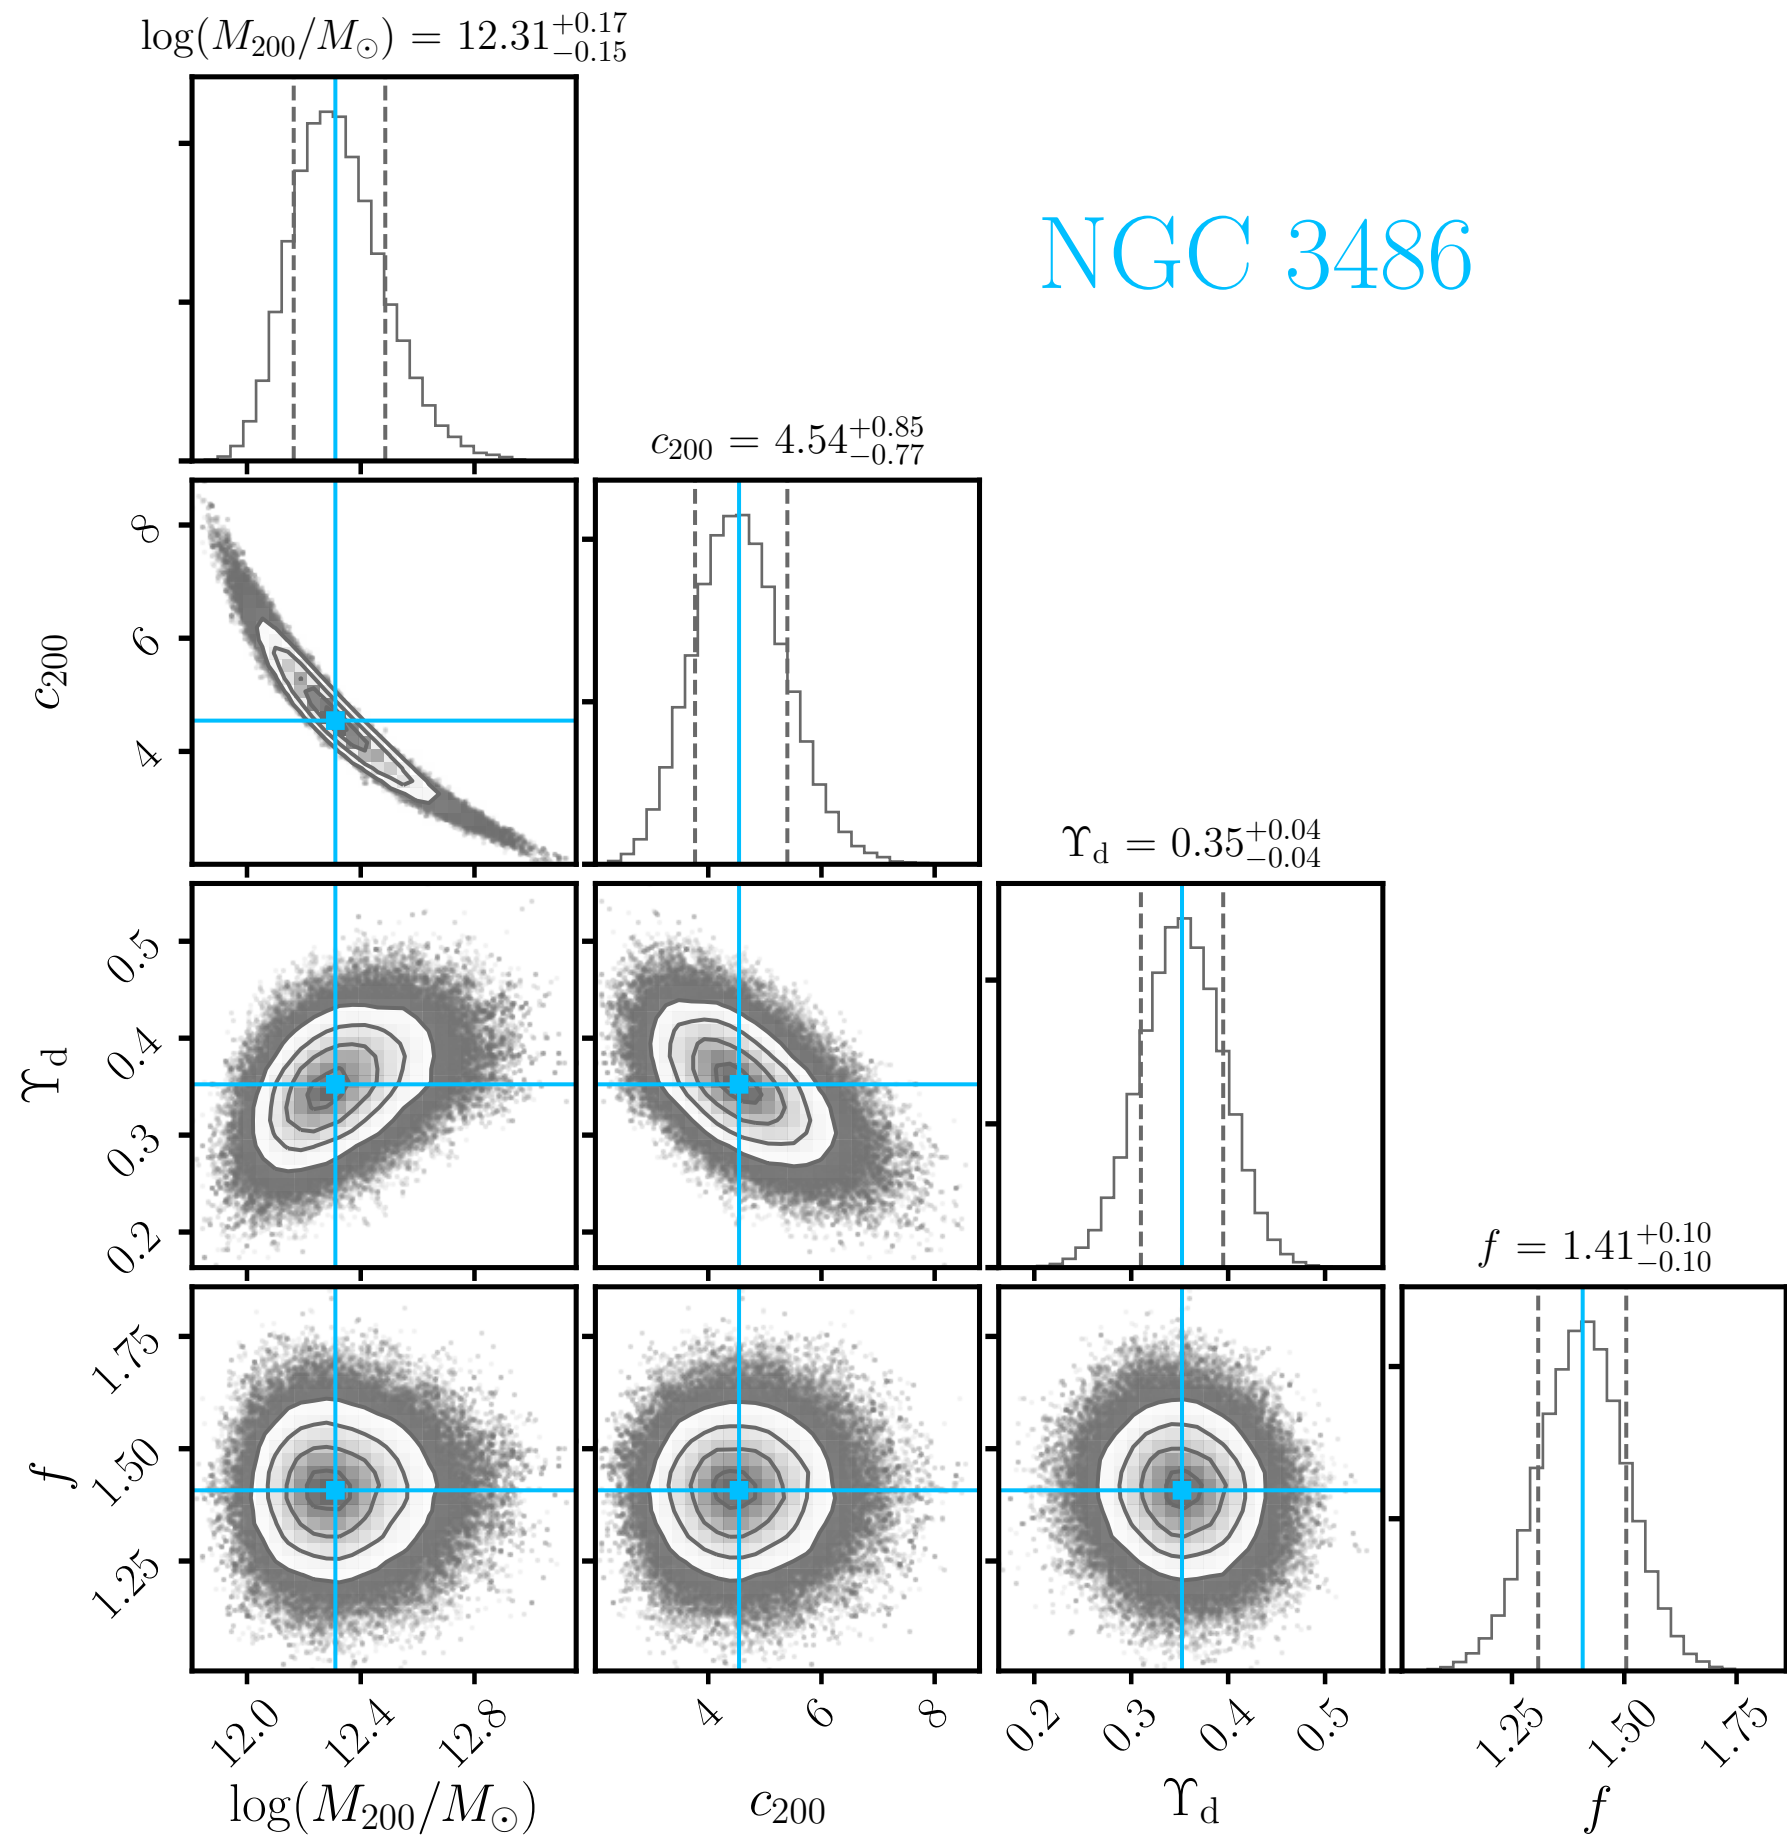 log(M₂₀₀/M⊙) = 12.31 +0.17 −0.15
NGC 3486
c₂₀₀ = 4.54 +0.85 −0.77
8
6
4
c₂₀₀
ϒ_d = 0.35 +0.04 −0.04
0.5
0.4
0.3
0.2
ϒ_d
f = 1.41 +0.10 −0.10
1.75
1.50
1.25
f
12.0 12.4 12.8 4 6 8 0.2 0.3 0.4 0.5 1.25 1.50 1.75
log(M₂₀₀/M⊙) c₂₀₀ ϒ_d f